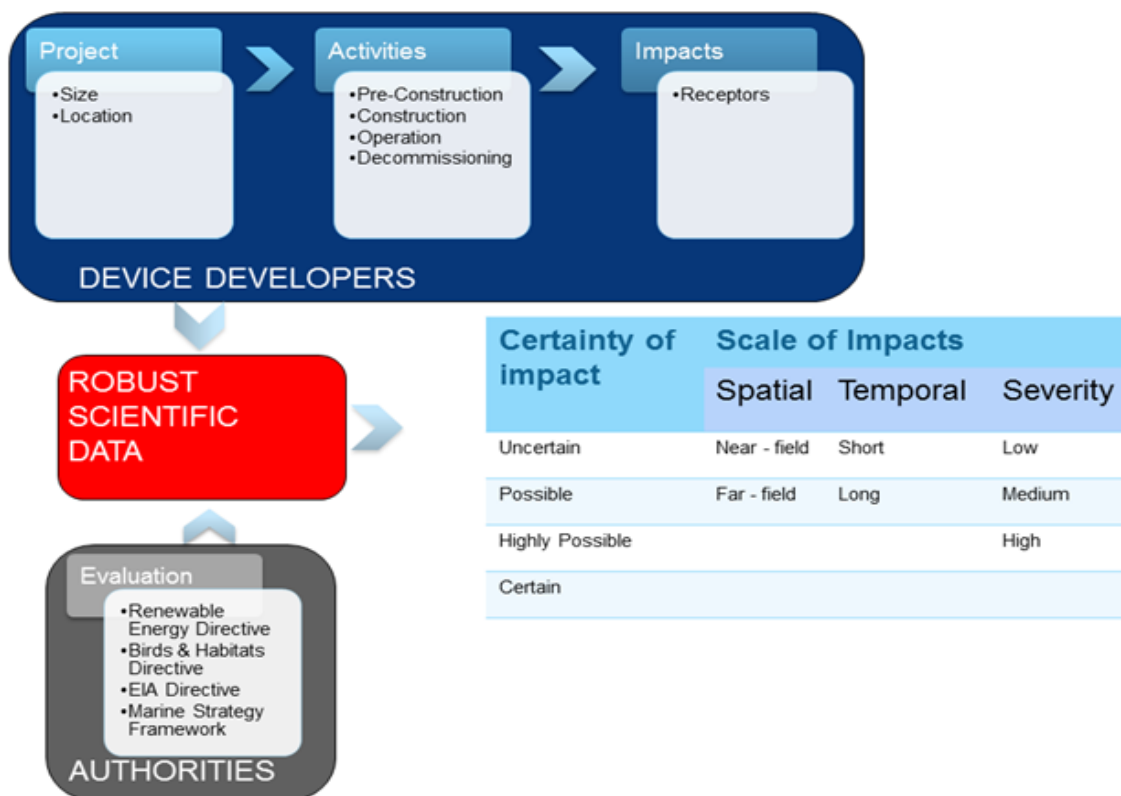 Project
•Size
•Location
Activities
•Pre-Construction
•Construction
•Operation
•Decommissioning
Impacts
•Receptors
DEVICE DEVELOPERS
ROBUST
SCIENTIFIC
DATA
Certainty of
impact
Scale of Impacts
Spatial Temporal Severity
Uncertain Near - field Short Low
Possible Far - field Long Medium
Highly Possible High
Certain
Evaluation
•Renewable
Energy Directive
•Birds & Habitats
Directive
•EIA Directive
•Marine Strategy
Framework
AUTHORITIES